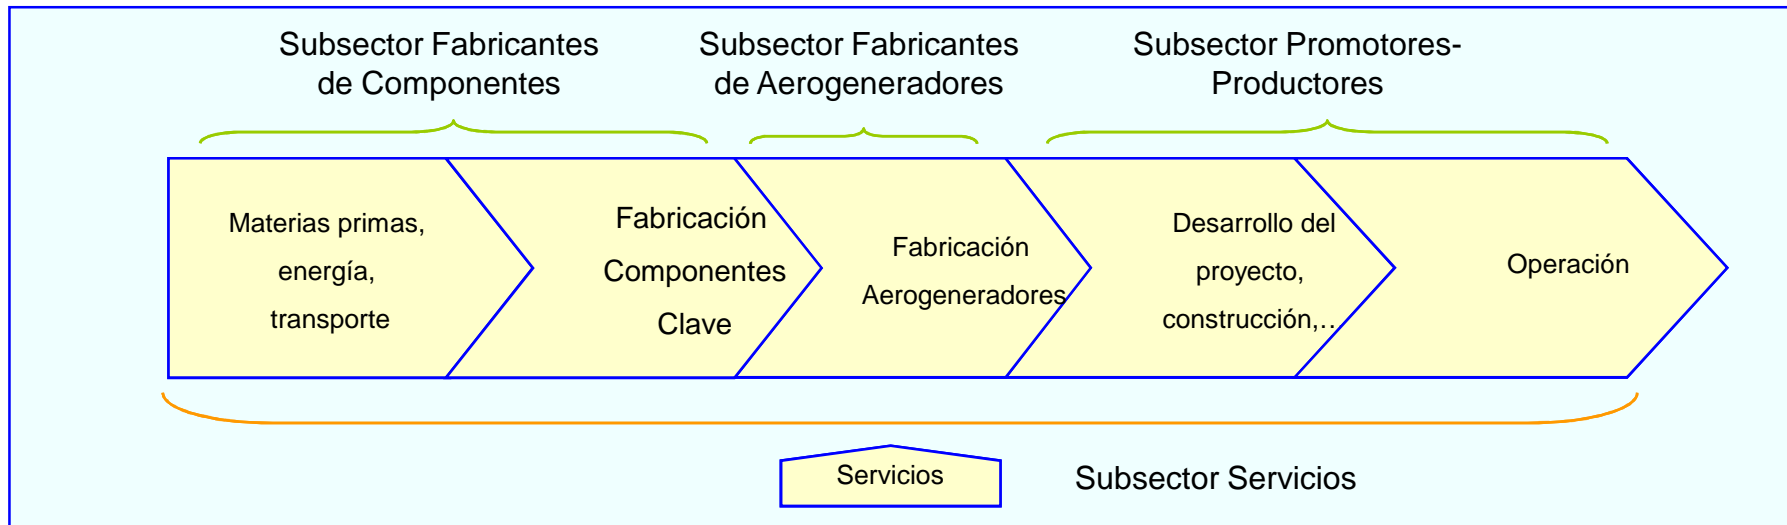 Subsector Fabricantes
de Componentes
Subsector Fabricantes
de Aerogeneradores
Subsector Promotores-
Productores
Materias primas,
energía,
transporte
Fabricación
Componentes
Clave
Fabricación
Aerogeneradores
Desarrollo del
proyecto,
construcción,..
Operación
Servicios
Subsector Servicios